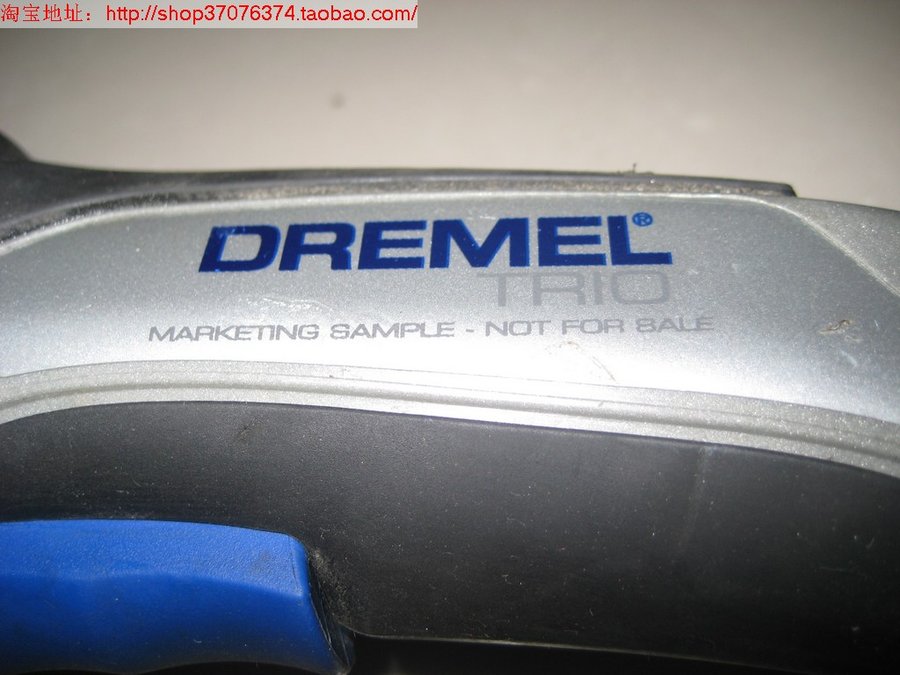 淘宝地址：http://shop37076374.taobao.com/
DREMEL®
TRIO
MARKETING SAMPLE - NOT FOR SALE